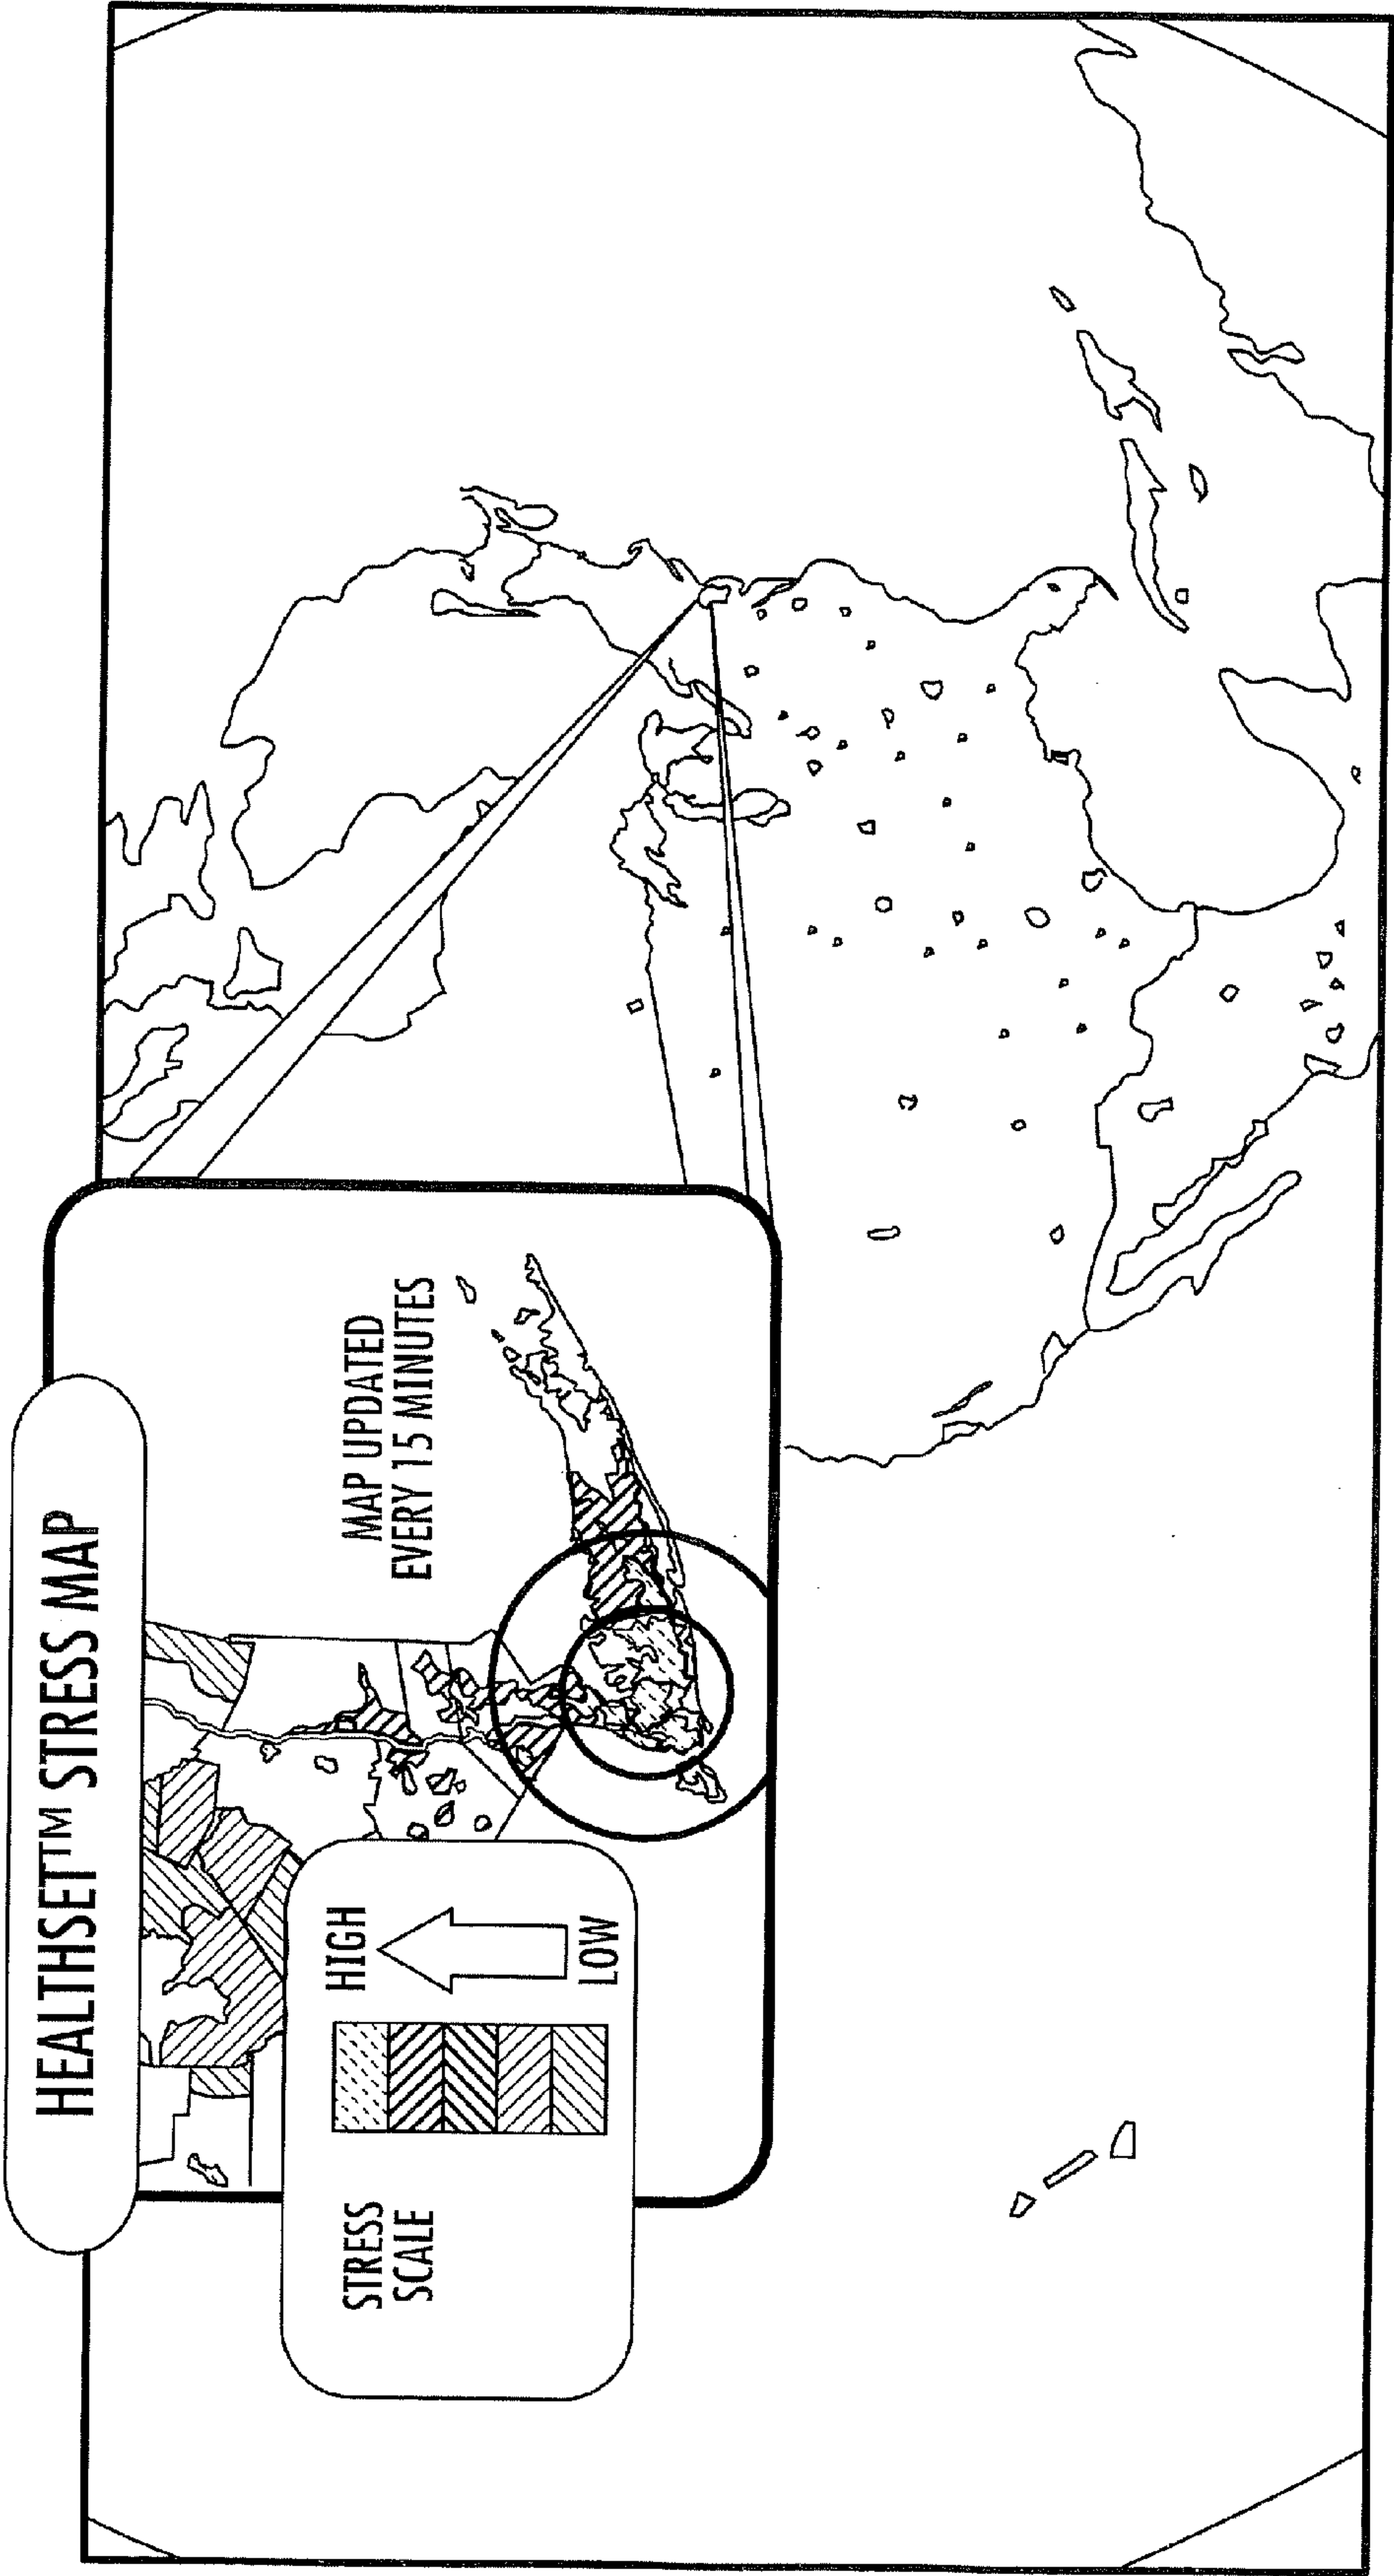 HEALTHSET™ STRESS MAP
MAP UPDATED
EVERY 15 MINUTES
STRESS
SCALE
HIGH
LOW